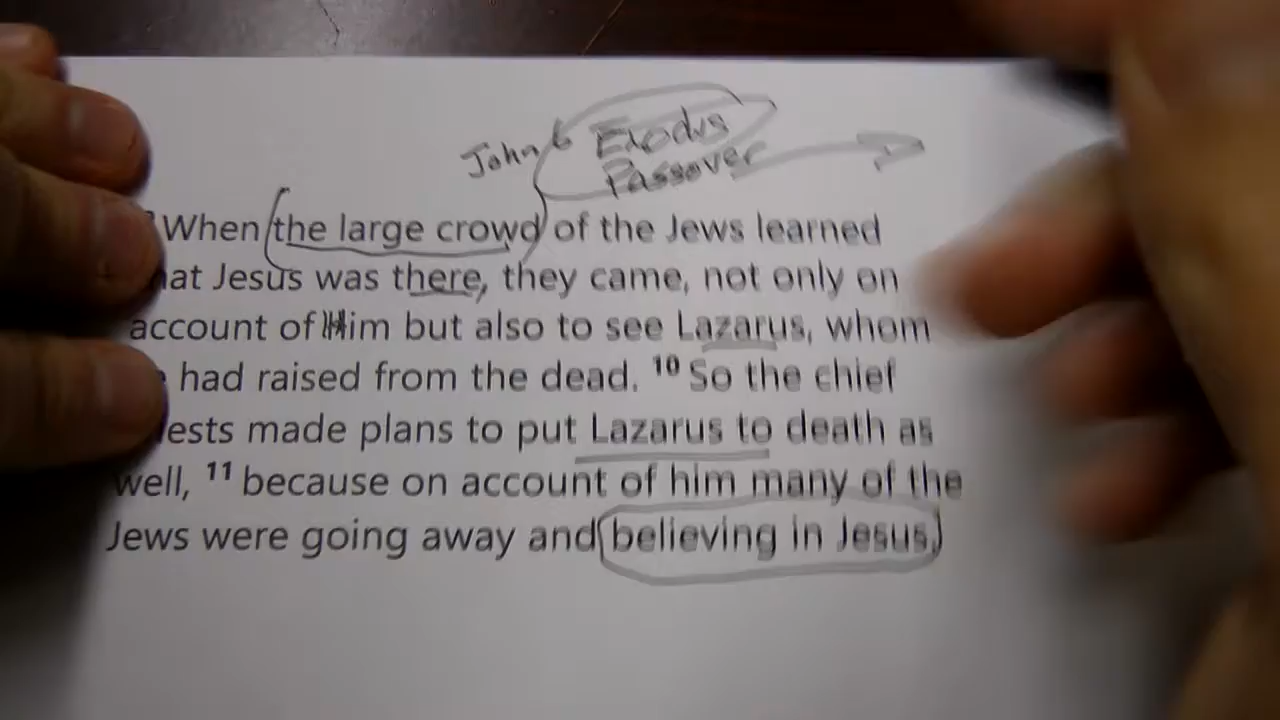 John 6 Exodus
Passover
When the large crowd of the Jews learned
at Jesus was there, they came, not only on
account of Him but also to see Lazarus, whom
had raised from the dead. 10 So the chief
ests made plans to put Lazarus to death as
well, 11 because on account of him many of the
Jews were going away and believing in Jesus.